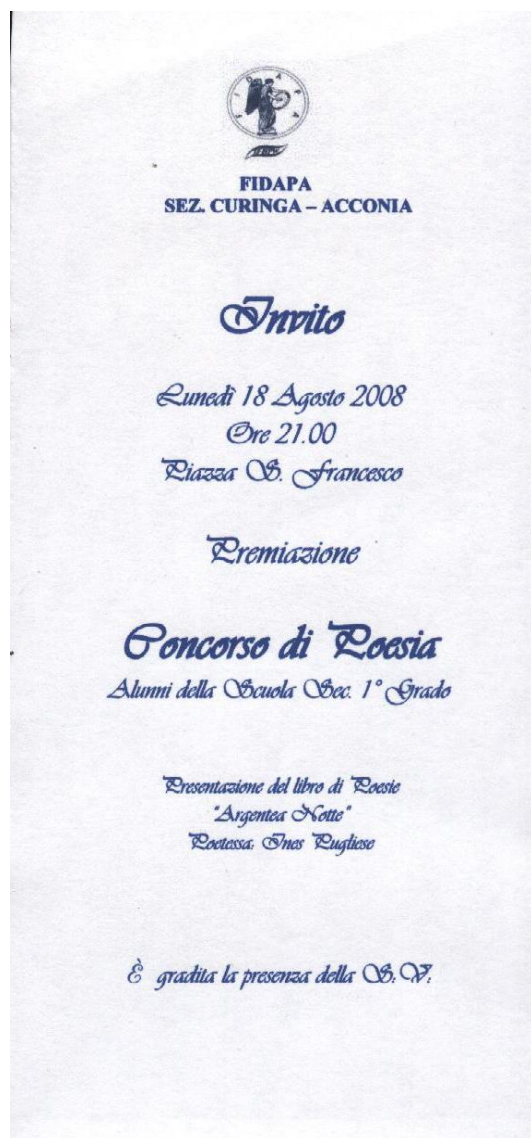 FIDAPA
SEZ. CURINGA – ACCONIA
Invito
Lunedì 18 Agosto 2008
Ore 21.00
Piazza S. Francesco
Premiazione
Concorso di Poesia
Alunni della Scuola Sec. 1° Grado
Presentazione del libro di Poesie
"Argentea Notte"
Poetessa: Ines Pugliese
È gradita la presenza della S.V.